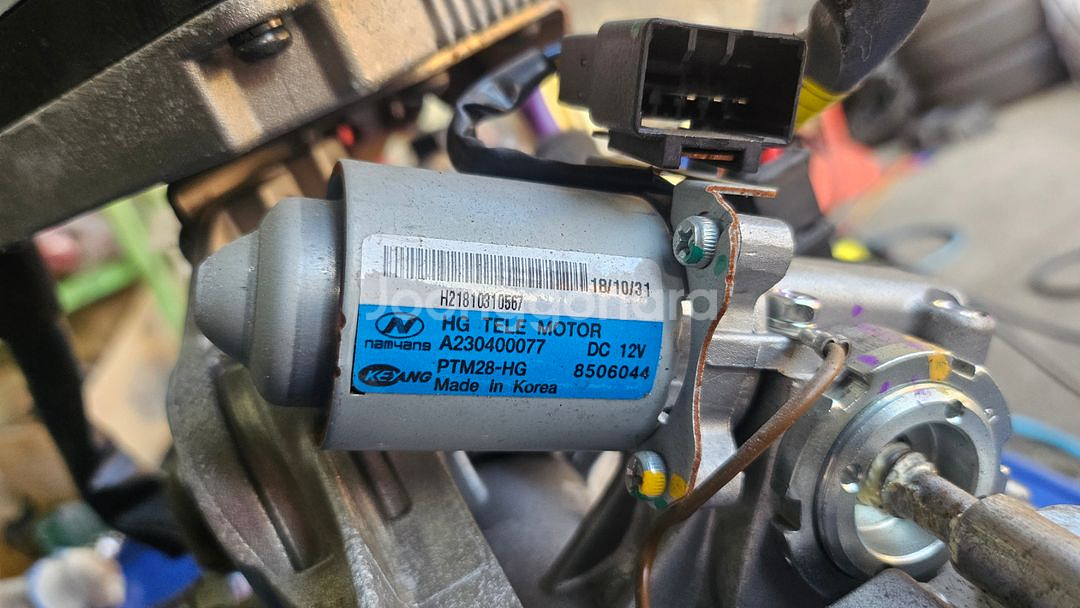 18/10/31
H21810310567
HG TELE MOTOR
namyang A230400077 DC 12V
KEYANG PTM28-HG 8506044
Made In Korea